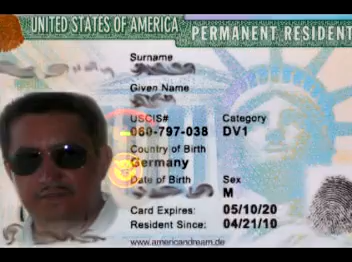 UNITED STATES OF AMERICA
PERMANENT RESIDENT
Surname
Given Name
USCIS# Category
060-797-038 DV1
Country of Birth
Germany
Date of Birth Sex
M
Card Expires: 05/10/20
Resident Since: 04/21/10
www.americandream.de